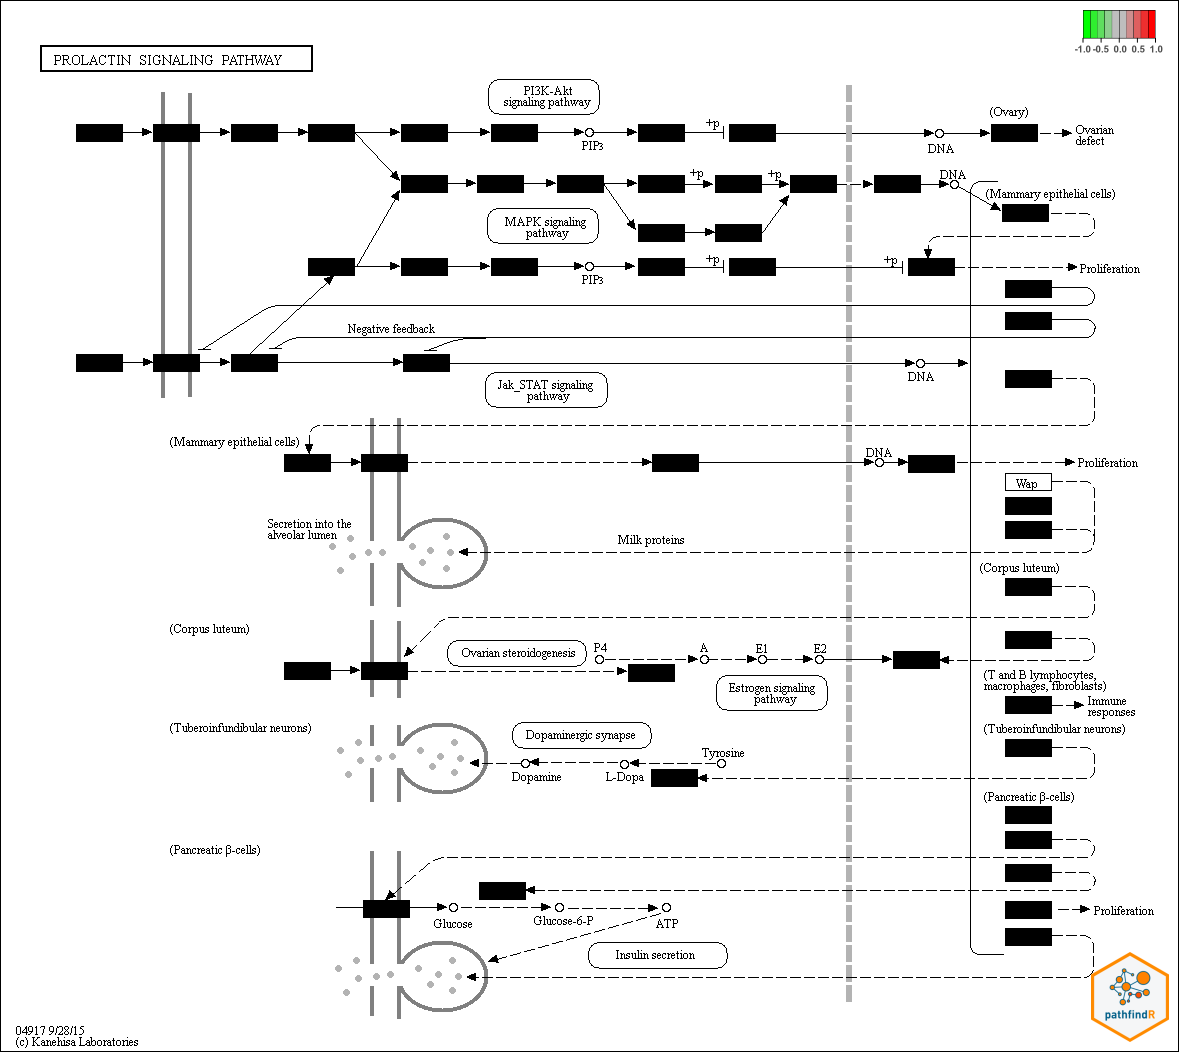 -1.0 -0.5 0.0 0.5 1.0
PROLACTIN SIGNALING PATHWAY
PI3K-Akt
signaling pathway
(Ovary)
+p
PIP3
DNA
Ovarian
defect
+p
+p
DNA
(Mammary epithelial cells)
MAPK signaling
pathway
+p
+p
PIP3
Proliferation
Negative feedback
DNA
Jak_STAT signaling
pathway
(Mammary epithelial cells)
DNA
Proliferation
Wap
Secretion into the
alveolar lumen
Milk proteins
(Corpus luteum)
(Corpus luteum)
Ovarian steroidogenesis
P4
A
E1
E2
Estrogen signaling
pathway
(T and B lymphocytes,
macrophages, fibroblasts)
Immune
responses
(Tuberoinfundibular neurons)
(Tuberoinfundibular neurons)
Dopaminergic synapse
Tyrosine
Dopamine
L-Dopa
(Pancreatic β-cells)
(Pancreatic β-cells)
Glucose
Glucose-6-P
ATP
Proliferation
Insulin secretion
pathfindR
04917 9/28/15
(c) Kanehisa Laboratories